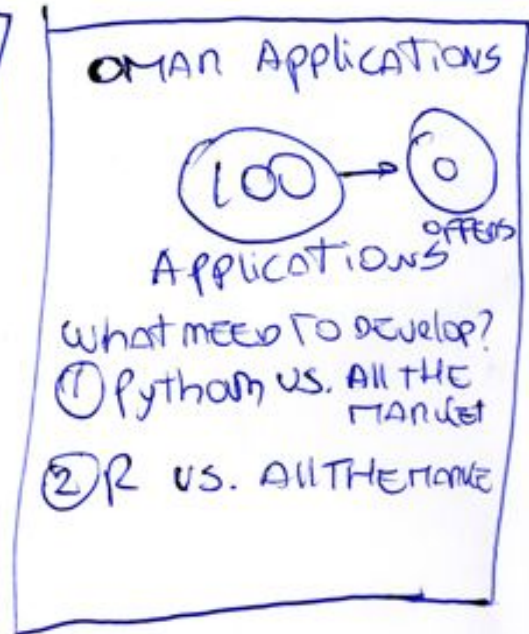 OMAR APPLICATIONS
100 → 0
OFFERS
APPLICATIONS
WHAT NEED TO DEVELOP?
① Python VS. All THE
MARKET
② R VS. All THE MARKE